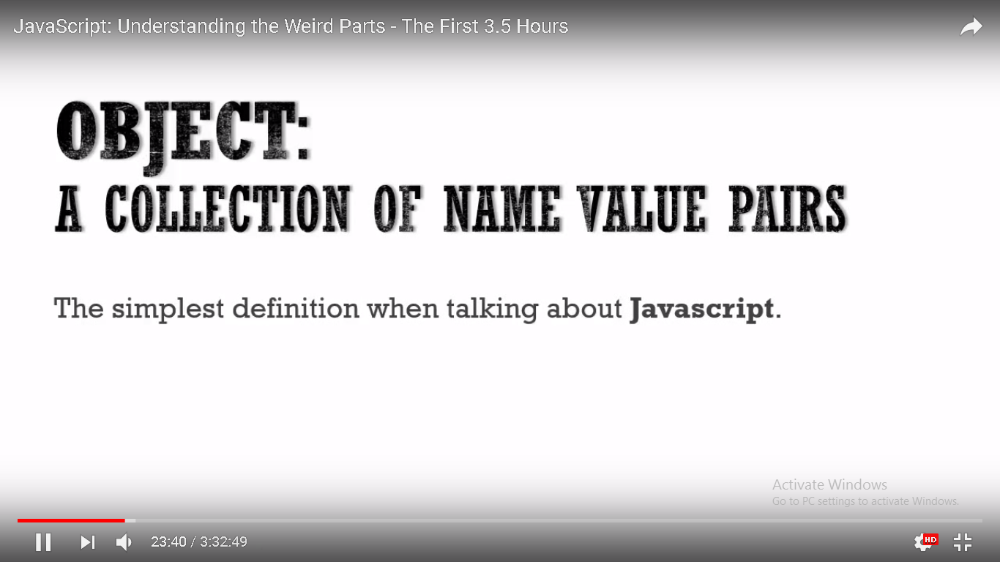 JavaScript: Understanding the Weird Parts - The First 3.5 Hours
OBJECT:
A COLLECTION OF NAME VALUE PAIRS
The simplest definition when talking about Javascript.
Activate Windows
Go to PC settings to activate Windows.
23:40 / 3:32:49
HD